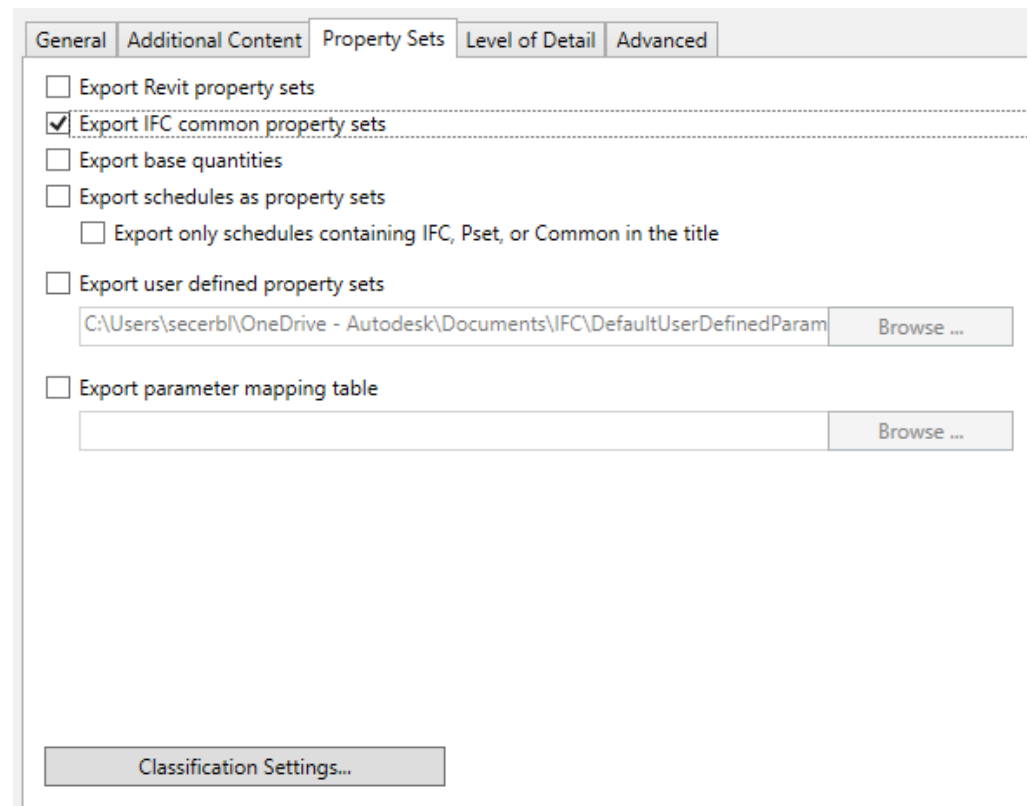 General Additional Content Property Sets Level of Detail Advanced
Export Revit property sets
Export IFC common property sets
Export base quantities
Export schedules as property sets
Export only schedules containing IFC, Pset, or Common in the title
Export user defined property sets
C:\Users\secerbl\OneDrive - Autodesk\Documents\IFC\DefaultUserDefinedParam Browse ...
Export parameter mapping table
Browse ...
Classification Settings...